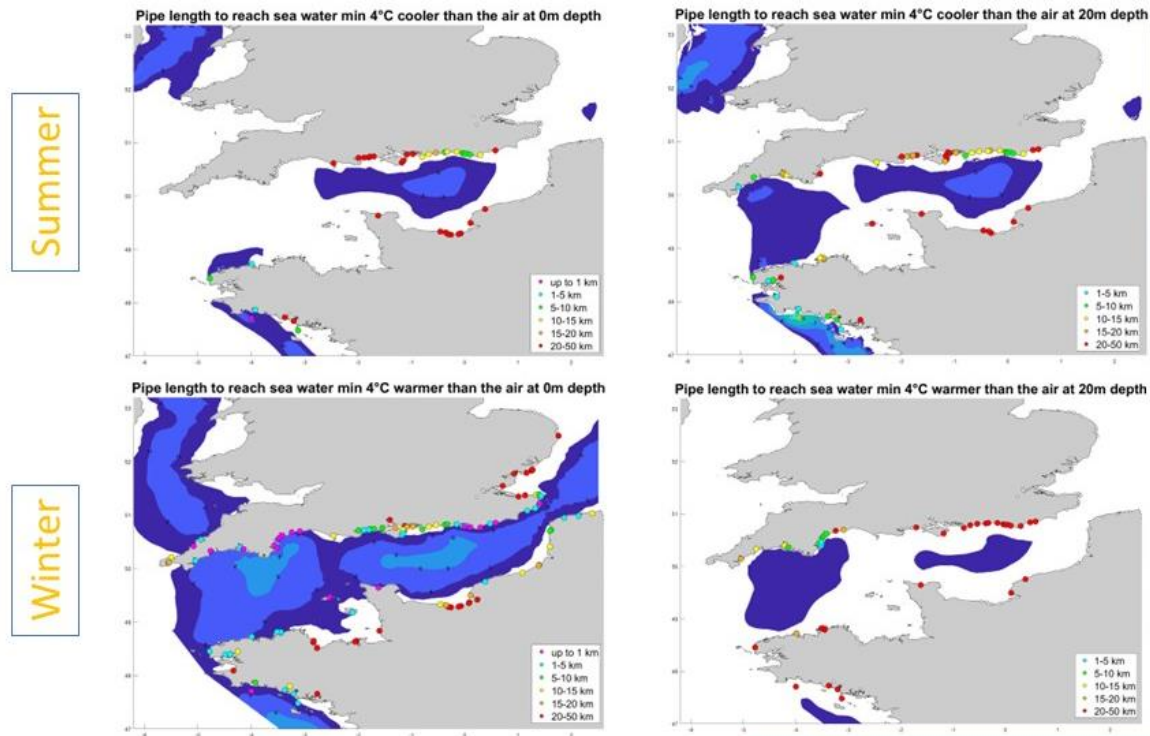 Summer
Pipe length to reach sea water min 4°C cooler than the air at 0m depth
up to 1 km
1-5 km
5-10 km
10-15 km
15-20 km
20-50 km
Pipe length to reach sea water min 4°C cooler than the air at 20m depth
1-5 km
5-10 km
10-15 km
15-20 km
20-50 km
Winter
Pipe length to reach sea water min 4°C warmer than the air at 0m depth
up to 1 km
1-5 km
5-10 km
10-15 km
15-20 km
20-50 km
Pipe length to reach sea water min 4°C warmer than the air at 20m depth
1-5 km
5-10 km
10-15 km
15-20 km
20-50 km